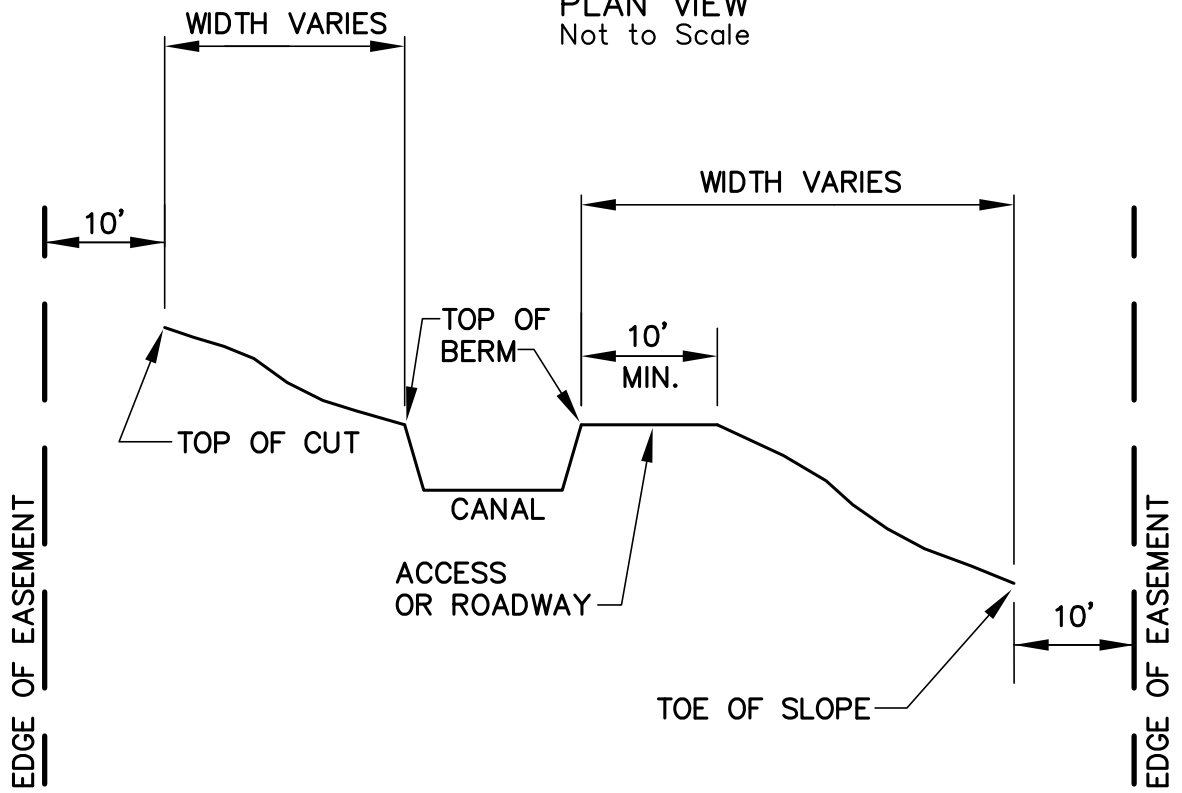 PLAN VIEW
Not to Scale
WIDTH VARIES
WIDTH VARIES
10'
TOP OF
BERM
10'
MIN.
TOP OF CUT
CANAL
ACCESS
OR ROADWAY
10'
TOE OF SLOPE
EDGE OF EASEMENT
EDGE OF EASEMENT